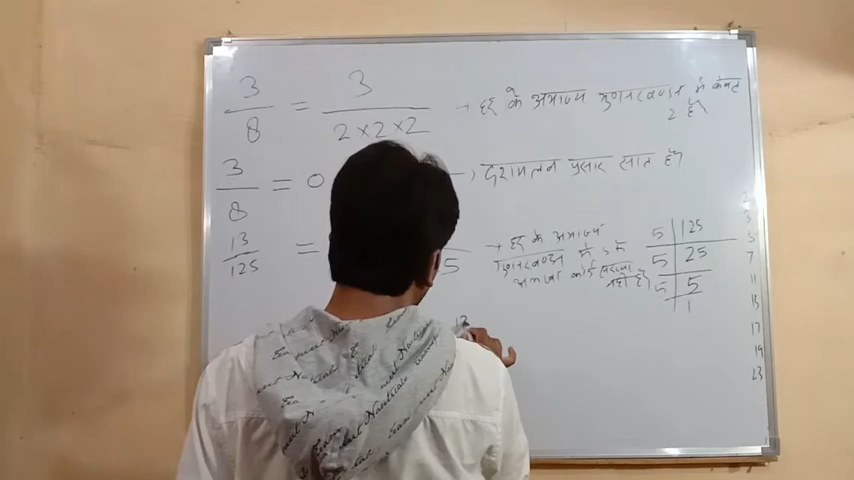 3/8 = 3/2×2×2 → हर के अभाज्य गुणनखण्डन में केवल
2 है।
3/8 = 0 दशमलव प्रसार सांत है।
13/125 = 5 → हर के अभाज्य
गुणनखण्डन में 5 के
अलावा कोई
नहीं है।
5 | 125
5 | 25
5 | 5
1
2
3
5
7
11
13
17
19
23